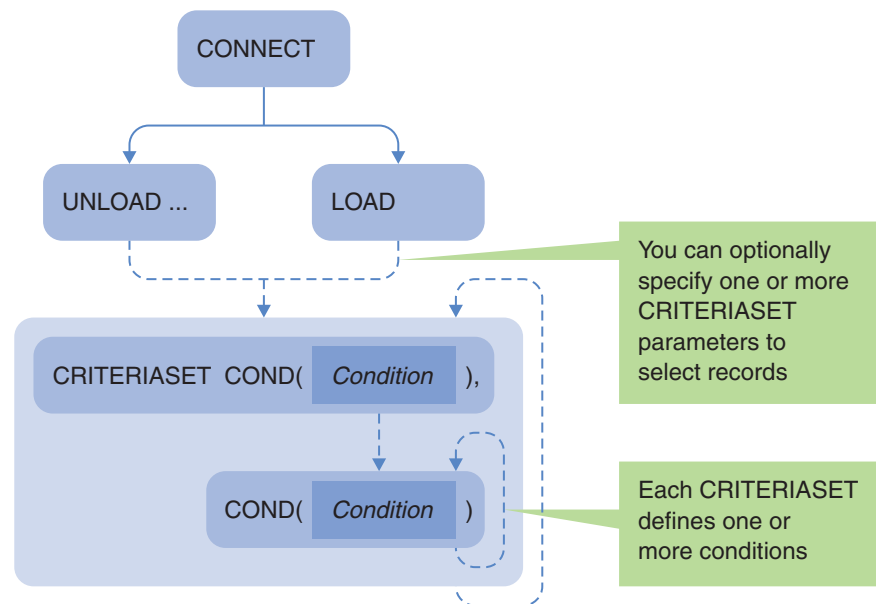 CONNECT
UNLOAD ...
LOAD
You can optionally
specify one or more
CRITERIASET
parameters to
select records
CRITERIASET COND( Condition ),
COND( Condition )
Each CRITERIASET
defines one or
more conditions